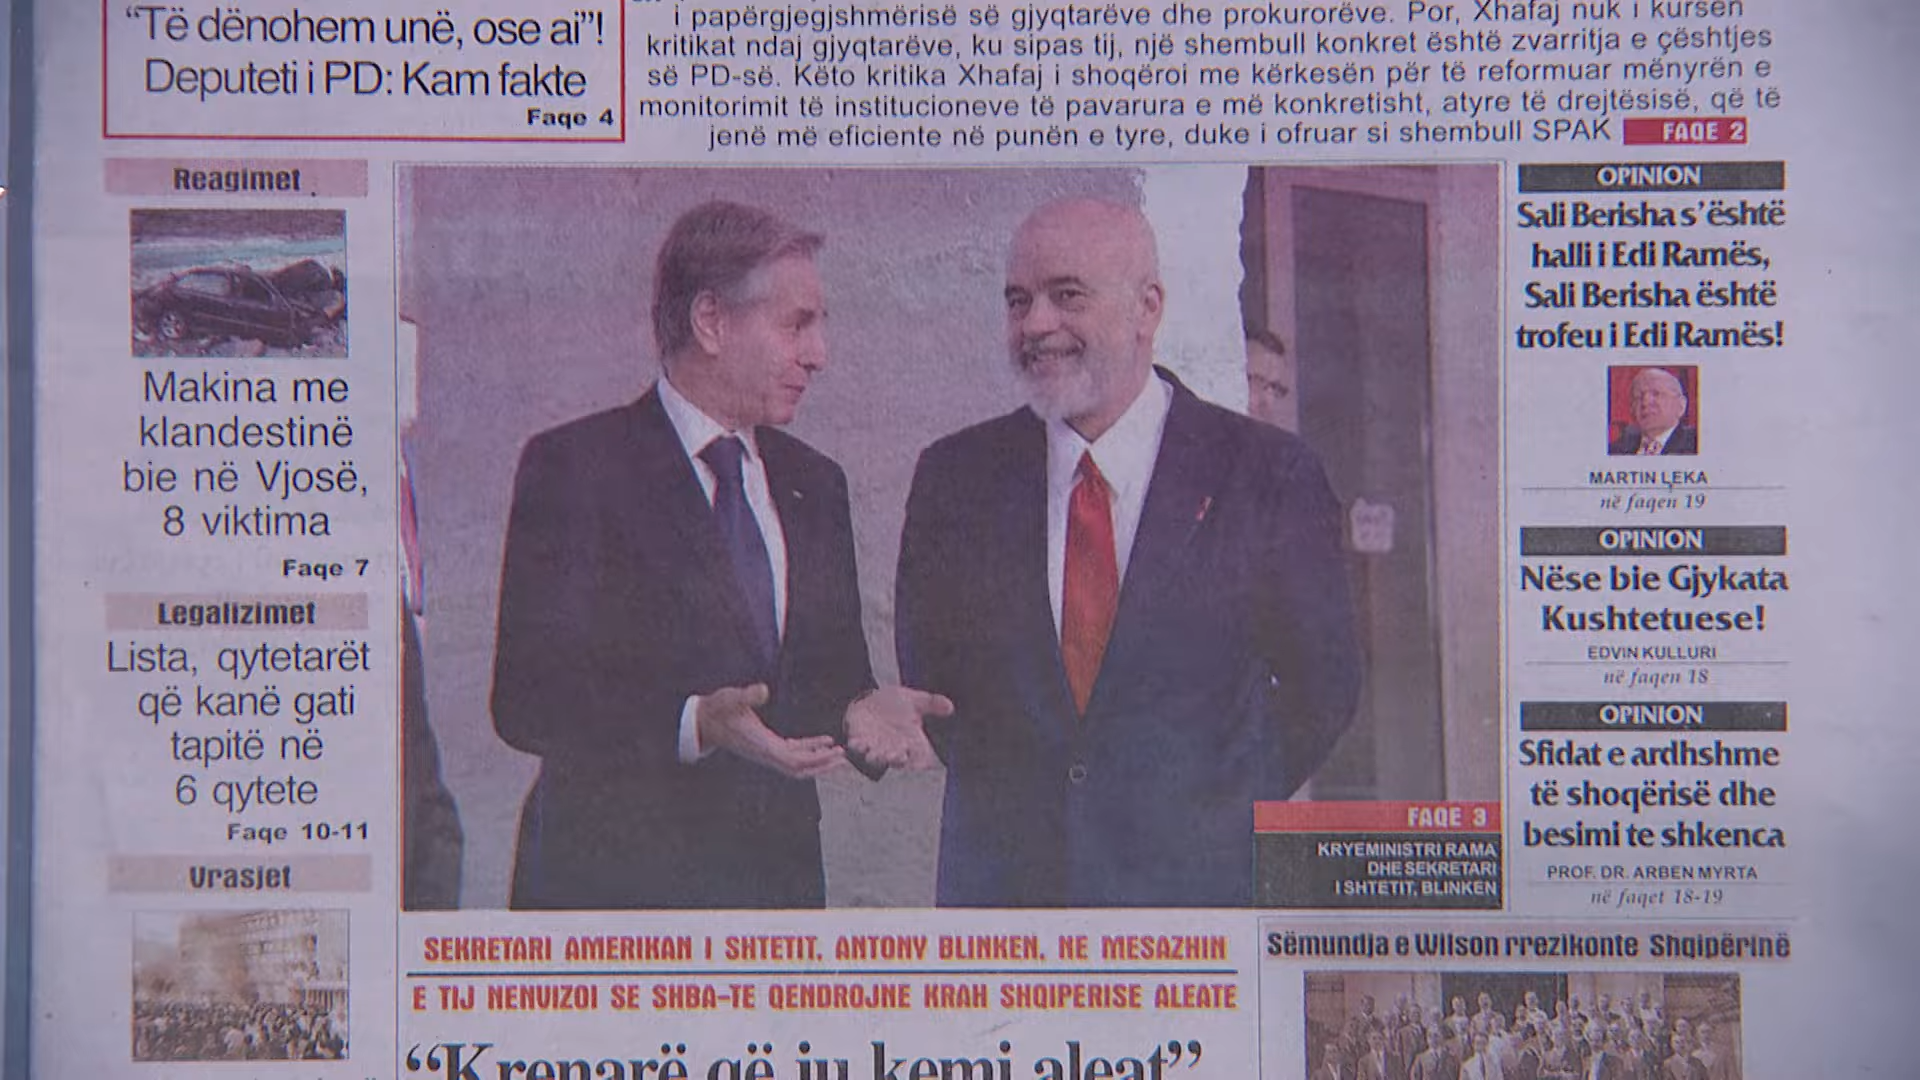 “Të dënohem unë, ose ai”!
Deputeti i PD: Kam fakte
Faqe 4
i papërgjegjshmërisë së gjyqtarëve dhe prokurorëve. Por, Xhafaj nuk i kursen
kritikat ndaj gjyqtarëve, ku sipas tij, një shembull konkret është zvarritja e çështjes
së PD-së. Këto kritika Xhafaj i shoqëroi me kërkesën për të reformuar mënyrën e
monitorimit të institucioneve të pavarura e më konkretisht, atyre të drejtësisë, që të
jenë më eficiente në punën e tyre, duke i ofruar si shembull SPAK
FAQE 2
Reagimet
Makina me
klandestinë
bie në Vjosë,
8 viktima
Faqe 7
Legalizimet
Lista, qytetarët
që kanë gati
tapitë në
6 qytete
Faqe 10-11
Vrasjet
FAQE 3
KRYEMINISTRI RAMA
DHE SEKRETARI
I SHTETIT, BLINKEN
SEKRETARI AMERIKAN I SHTETIT, ANTONY BLINKEN, NE MESAZHIN
E TIJ NENVIZOI SE SHBA-TE QENDROJNE KRAH SHQIPERISE ALEATE
“Krenarë që ju kemi aleat”
OPINION
Sali Berisha s’është
halli i Edi Ramës,
Sali Berisha është
trofeu i Edi Ramës!
MARTIN LEKA
në faqen 19
OPINION
Nëse bie Gjykata
Kushtetuese!
EDVIN KULLURI
në faqen 18
OPINION
Sfidat e ardhshme
të shoqërisë dhe
besimi te shkenca
PROF. DR. ARBEN MYRTA
në faqet 18-19
Sëmundja e Wilson rrezikonte Shqipërinë